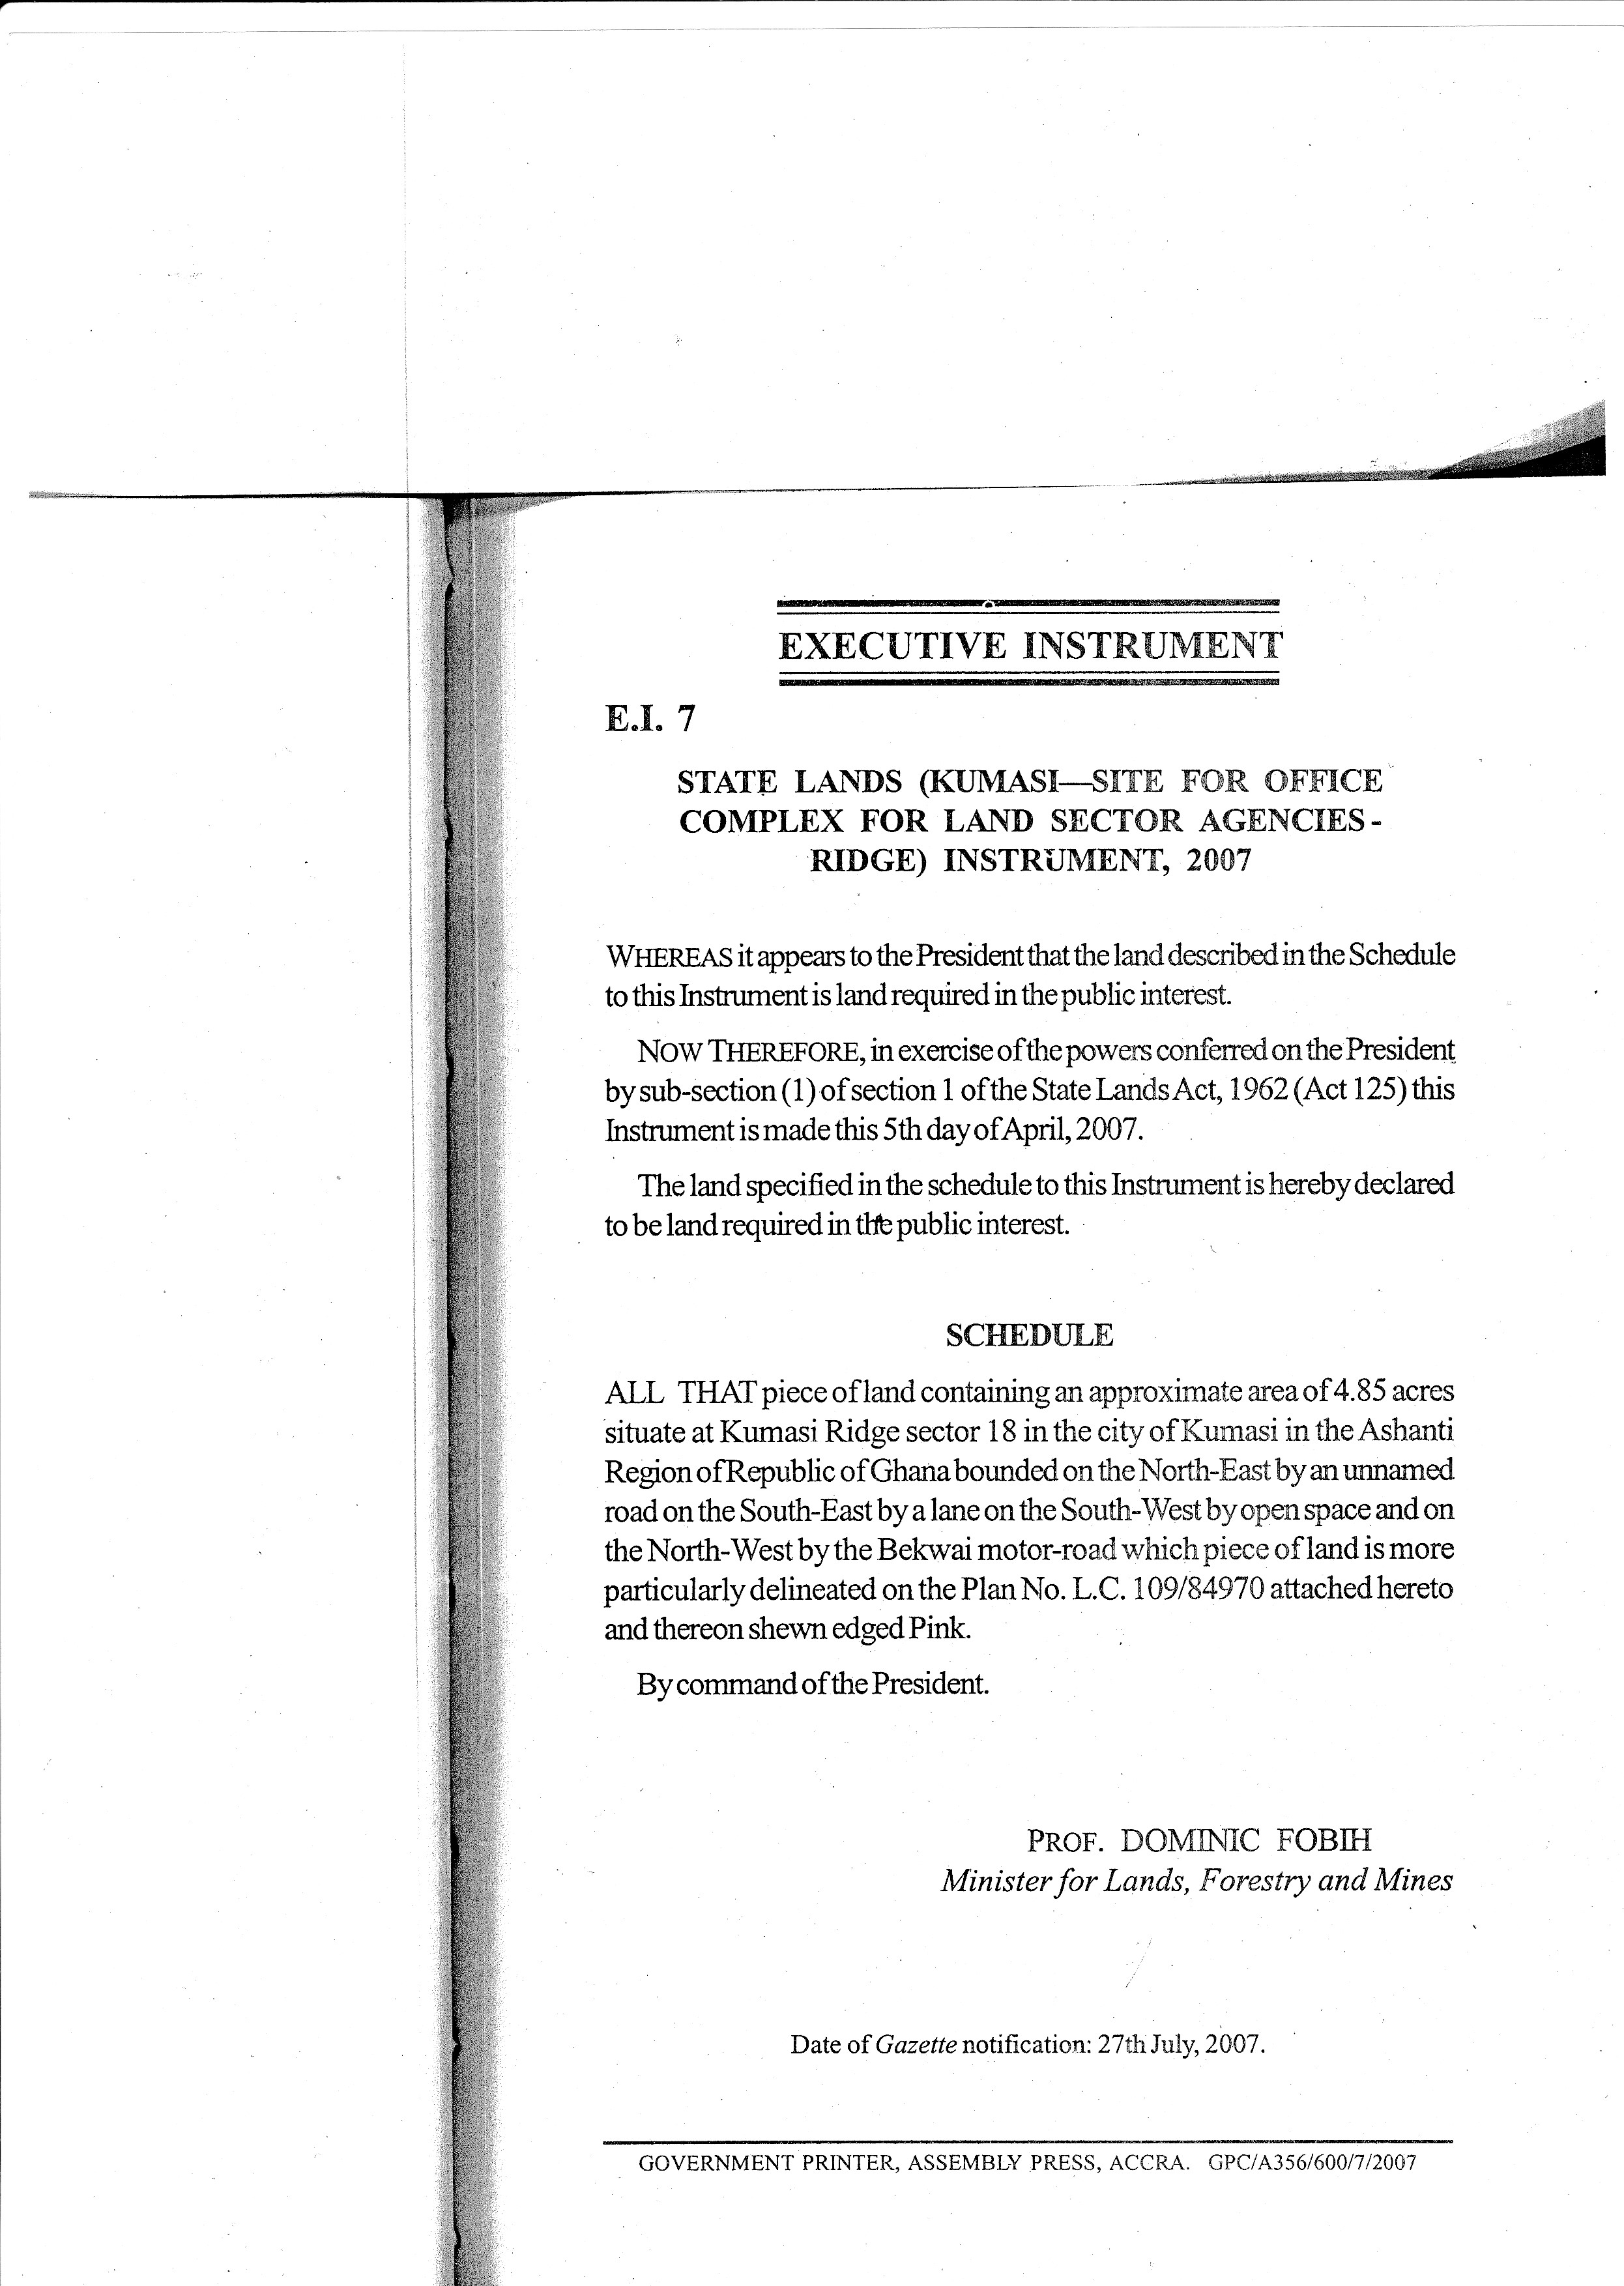 EXECUTIVE INSTRUMENT
E.I. 7
STATE LANDS (KUMASI—SITE FOR OFFICE
COMPLEX FOR LAND SECTOR AGENCIES-
RIDGE) INSTRUMENT, 2007
WHEREAS it appears to the President that the land described in the Schedule
to this Instrument is land required in the public interest.
NOW THEREFORE, in exercise of the powers conferred on the President
by sub-section (1) of section 1 of the State Lands Act, 1962 (Act 125) this
Instrument is made this 5th day of April, 2007.
The land specified in the schedule to this Instrument is hereby declared
to be land required in the public interest.
SCHEDULE
ALL THAT piece of land containing an approximate area of 4.85 acres
situate at Kumasi Ridge sector 18 in the city of Kumasi in the Ashanti
Region of Republic of Ghana bounded on the North-East by an unnamed
road on the South-East by a lane on the South-West by open space and on
the North-West by the Bekwai motor-road which piece of land is more
particularly delineated on the Plan No. L.C. 109/84970 attached hereto
and thereon shewn edged Pink.
By command of the President.
PROF. DOMINIC FOBIH
Minister for Lands, Forestry and Mines
Date of Gazette notification: 27th July, 2007.
GOVERNMENT PRINTER, ASSEMBLY PRESS, ACCRA. GPC/A356/600/7/2007